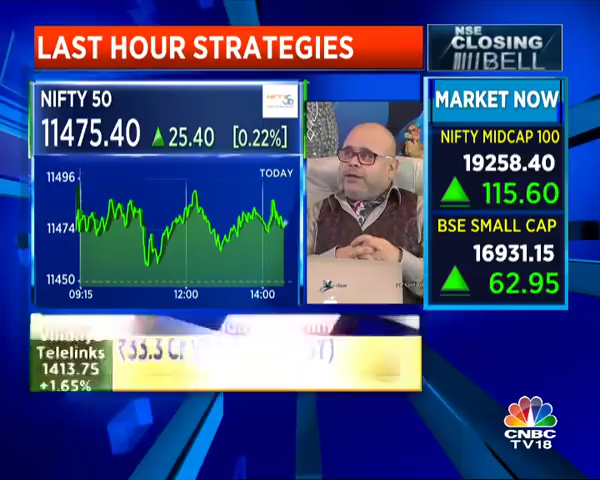 LAST HOUR STRATEGIES
NSE
CLOSING
BELL
NIFTY 50
11475.40 ▲ 25.40 [0.22%]
TODAY
11496
11474
11450
09:15 12:00 14:00
MARKET NOW
NIFTY MIDCAP 100
19258.40
▲ 115.60
BSE SMALL CAP
16931.15
▲ 62.95
Telelinks
1413.75
+1.65%
CNBC
TV18